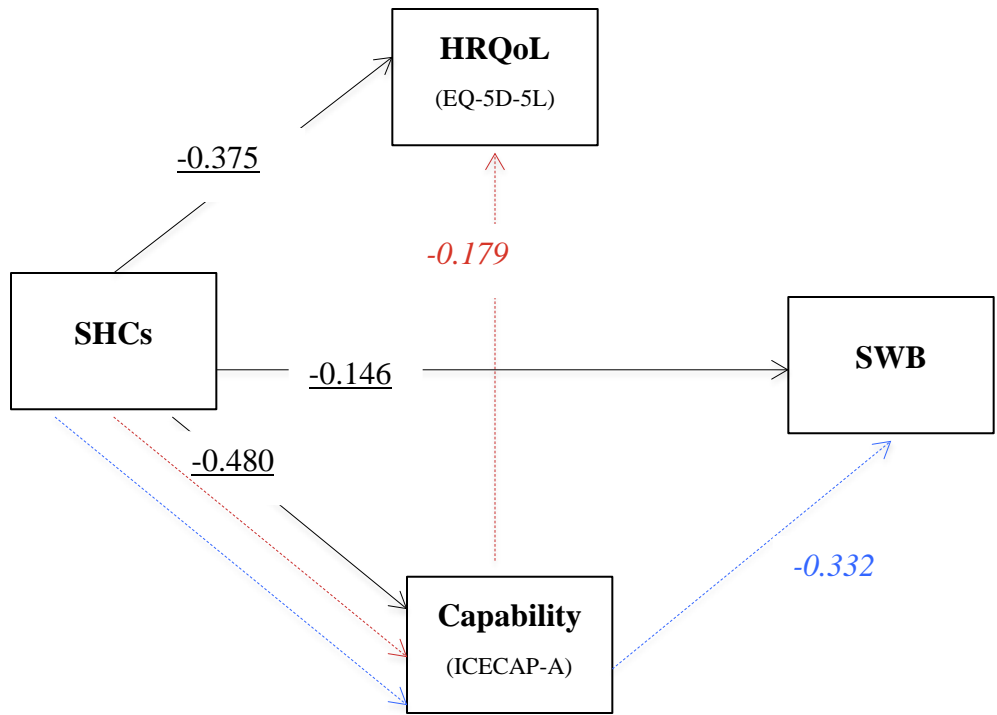 HRQoL
(EQ-5D-5L)
-0.375
-0.179
SHCs
SWB
-0.146
-0.480
-0.332
Capability
(ICECAP-A)